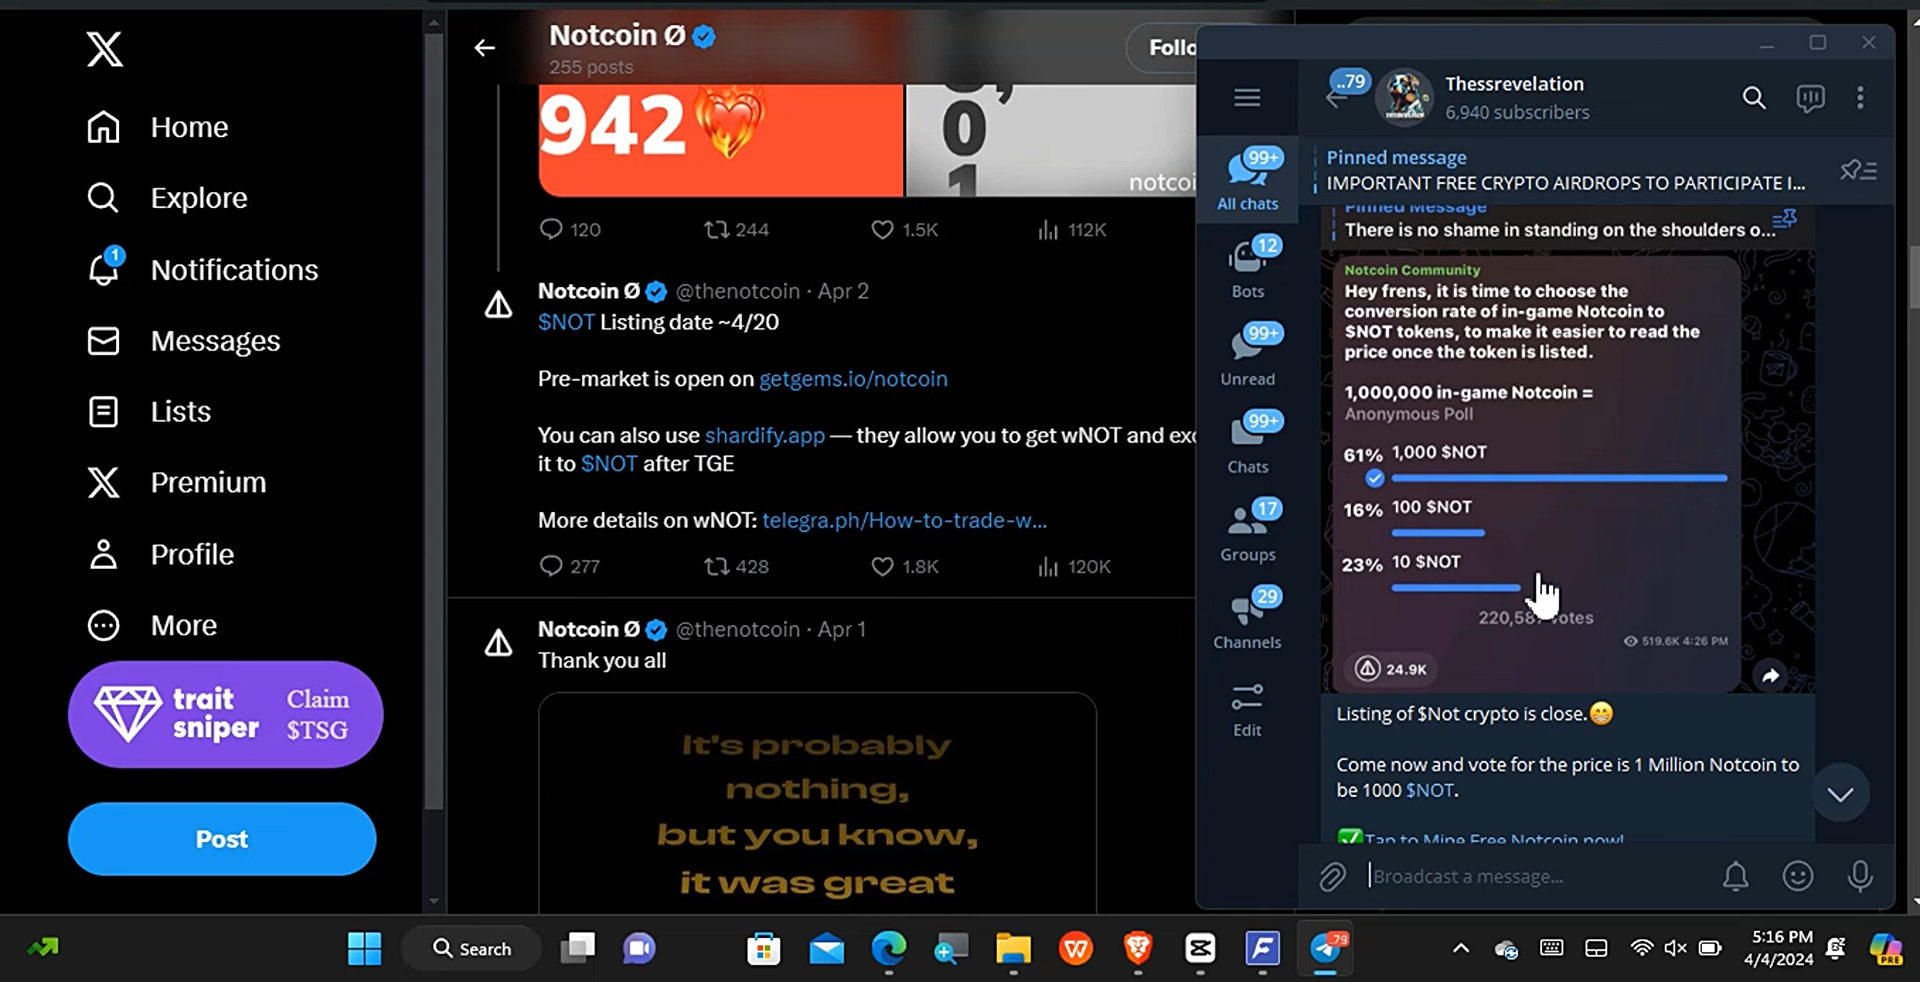 Home
Explore
1
Notifications
Messages
Lists
Premium
Profile
More
trait
sniper
Claim
$TSG
Post
Notcoin Ø
255 posts
942
0
1
120
244
1.5K
112K
Notcoin Ø @thenotcoin · Apr 2
$NOT Listing date ~4/20
Pre-market is open on getgems.io/notcoin
You can also use shardify.app — they allow you to get wNOT and exc
it to $NOT after TGE
More details on wNOT: telegra.ph/How-to-trade-w...
277
428
1.8K
120K
Notcoin Ø @thenotcoin · Apr 1
Thank you all
It's probably
nothing,
but you know,
it was great
..79
Thessrevelation
6,940 subscribers
99+
All chats
12
Bots
99+
Unread
99+
Chats
17
Groups
29
Channels
Edit
Pinned message
IMPORTANT FREE CRYPTO AIRDROPS TO PARTICIPATE I...
Pinned Message
There is no shame in standing on the shoulders o...
Notcoin Community
Hey frens, it is time to choose the
conversion rate of in-game Notcoin to
$NOT tokens, to make it easier to read the
price once the token is listed.
1,000,000 in-game Notcoin =
Anonymous Poll
61% 1,000 $NOT
16% 100 $NOT
23% 10 $NOT
519.6K 4:26 PM
24.9K
Listing of $Not crypto is close.😁
Come now and vote for the price is 1 Million Notcoin to
be 1000 $NOT.
✅Tap to Mine Free Notcoin now!
Broadcast a message...
Search
79
5:16 PM
4/4/2024
PRE